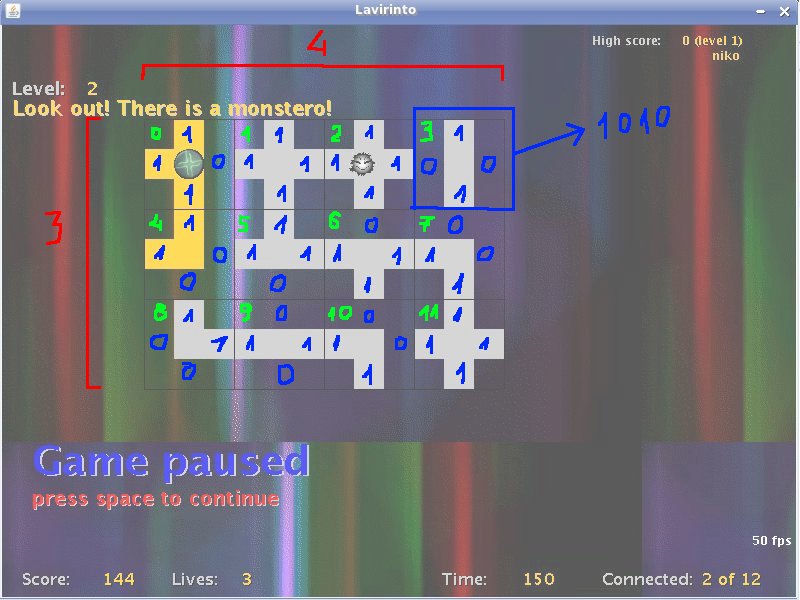 Lavirinto
4
High score: 0 (level 1)
niko
Level: 2
Look out! There is a monstero!
1010
0 1 1 1 2 1 3 1
1 0 1 1 1 1 0 0
1 1 1 1
3
4 1 5 1 6 0 7 0
1 0 1 1 1 1 1 0
0 0 1 1
8 1 9 0 10 0 11 1
0 1 1 1 1 0 1 1
0 0 1 1
Game paused
press space to continue
50 fps
Score: 144 Lives: 3 Time: 150 Connected: 2 of 12